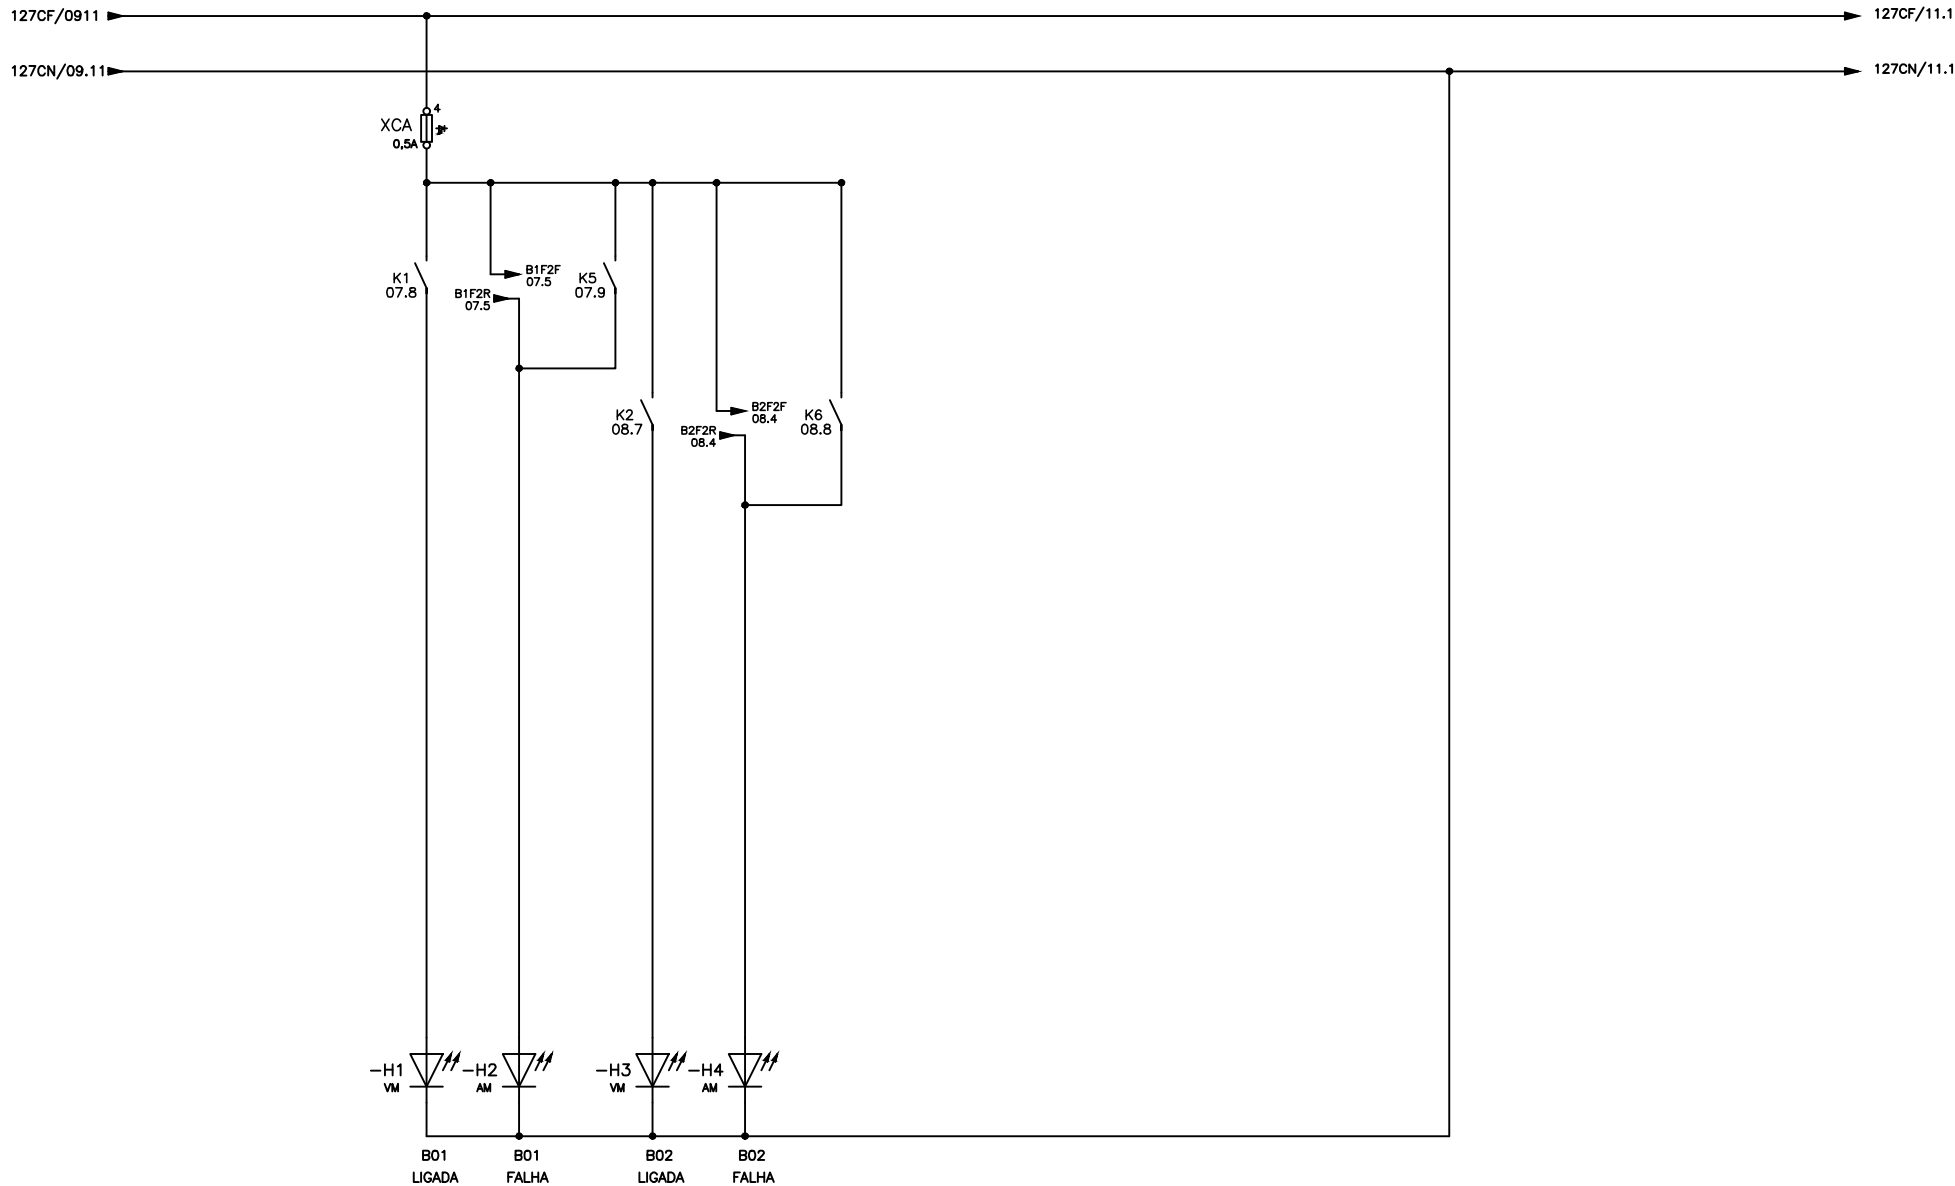 127CF/0911
127CF/11.1
127CN/09.11
127CN/11.1
4
XCA
0,5A
K1
07.8
B1F2F
07.5
B1F2R
07.5
K5
07.9
K2
08.7
B2F2F
08.4
B2F2R
08.4
K6
08.8
-H1
VM
-H2
AM
-H3
VM
-H4
AM
B01
LIGADA
B01
FALHA
B02
LIGADA
B02
FALHA